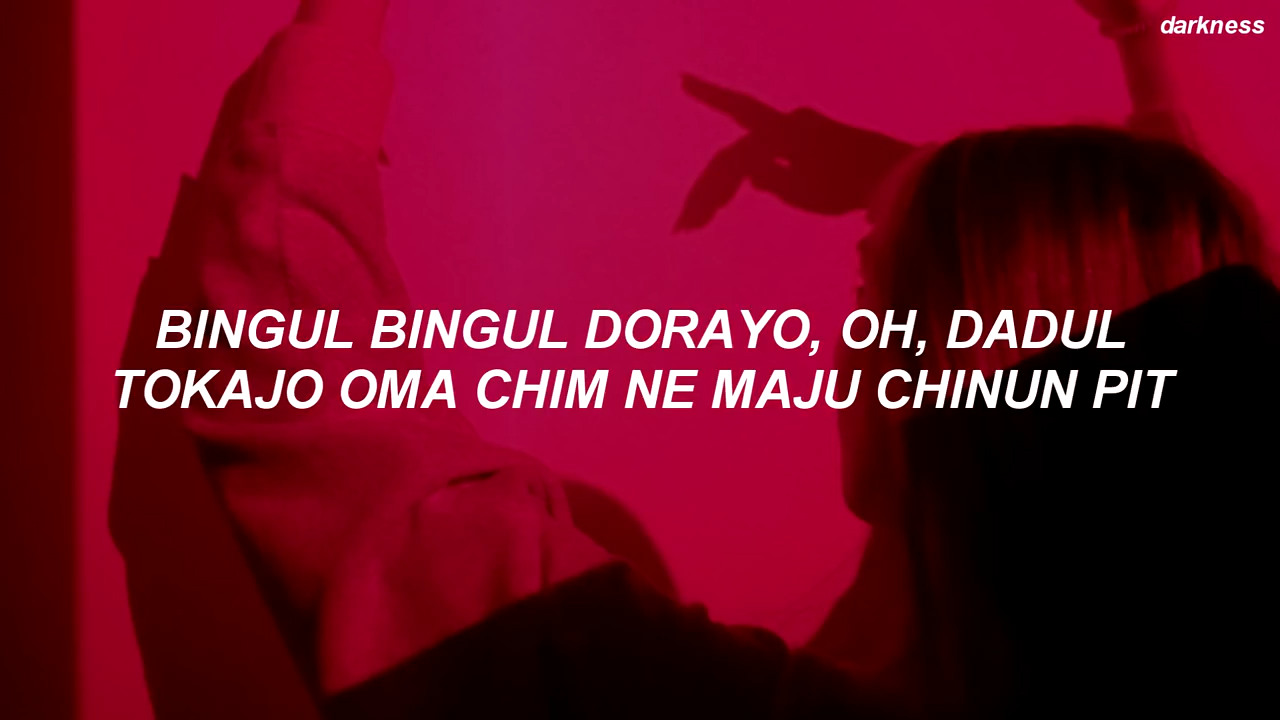 darkness
BINGUL BINGUL DORAYO, OH, DADUL
TOKAJO OMA CHIM NE MAJU CHINUN PIT